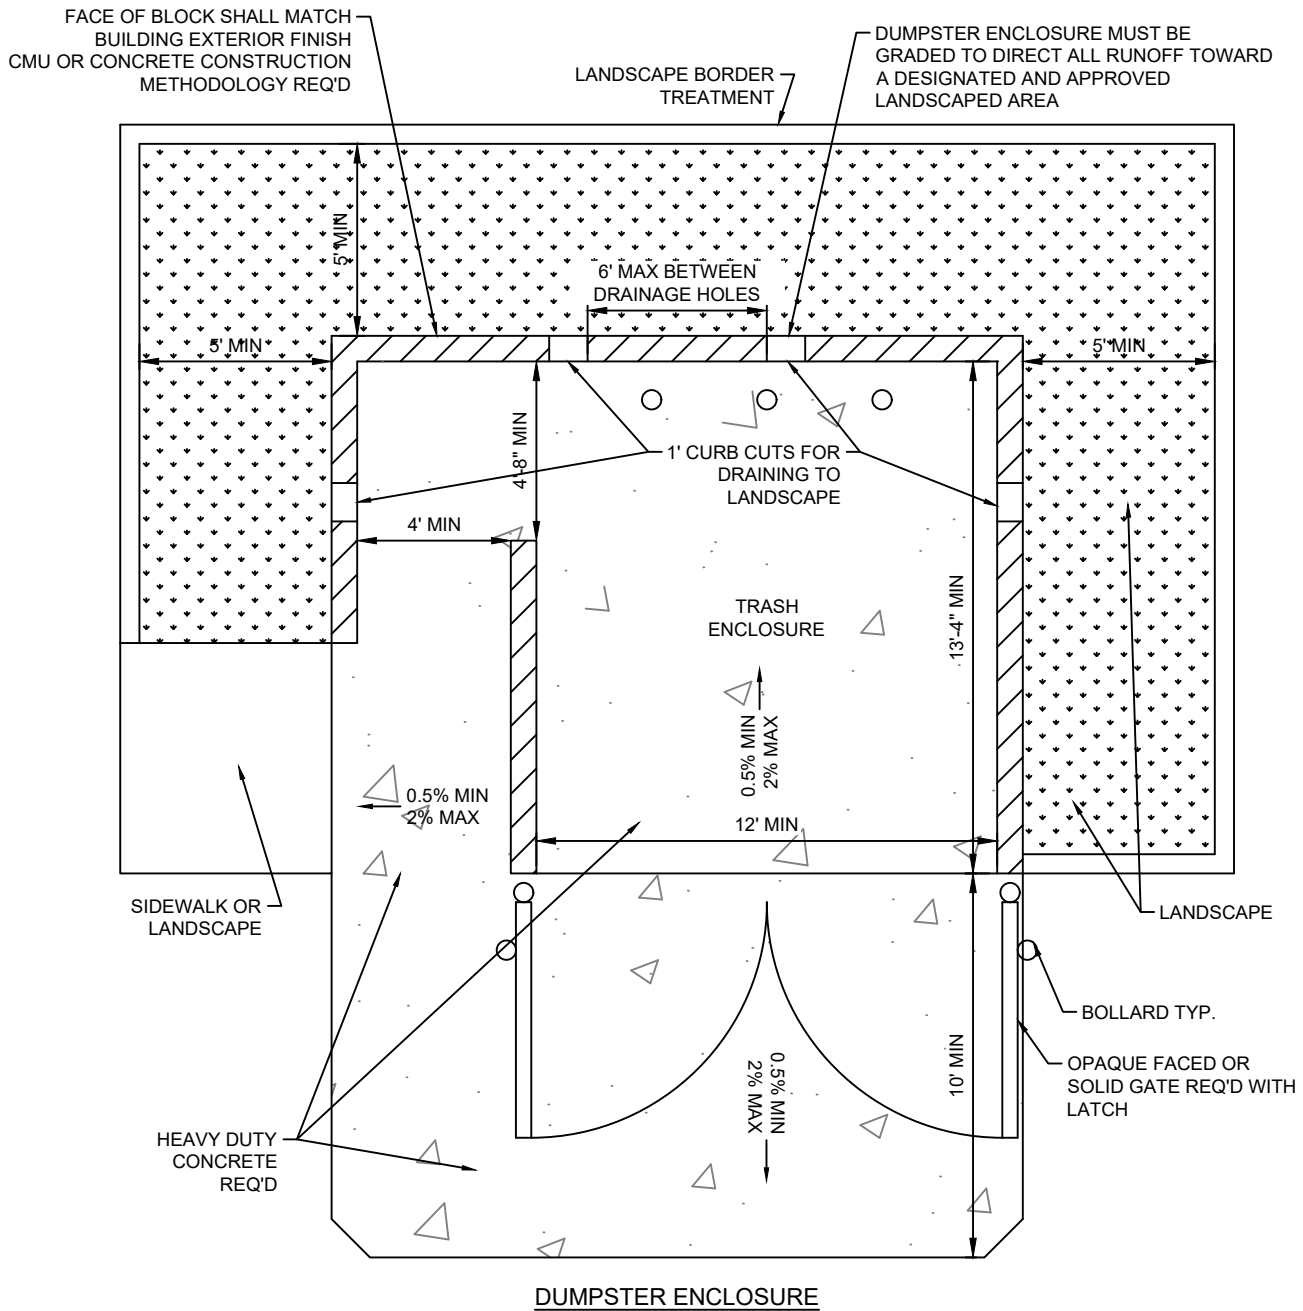 FACE OF BLOCK SHALL MATCH
BUILDING EXTERIOR FINISH
CMU OR CONCRETE CONSTRUCTION
METHODOLOGY REQ'D
LANDSCAPE BORDER
TREATMENT
DUMPSTER ENCLOSURE MUST BE
GRADED TO DIRECT ALL RUNOFF TOWARD
A DESIGNATED AND APPROVED
LANDSCAPED AREA
5' MIN
6' MAX BETWEEN
DRAINAGE HOLES
5' MIN
5' MIN
4'-8" MIN
1' CURB CUTS FOR
DRAINING TO
LANDSCAPE
4' MIN
TRASH
ENCLOSURE
13'-4" MIN
0.5% MIN
2% MAX
0.5% MIN
2% MAX
12' MIN
SIDEWALK OR
LANDSCAPE
LANDSCAPE
BOLLARD TYP.
OPAQUE FACED OR
SOLID GATE REQ'D WITH
LATCH
10' MIN
0.5% MIN
2% MAX
HEAVY DUTY
CONCRETE
REQ'D
DUMPSTER ENCLOSURE